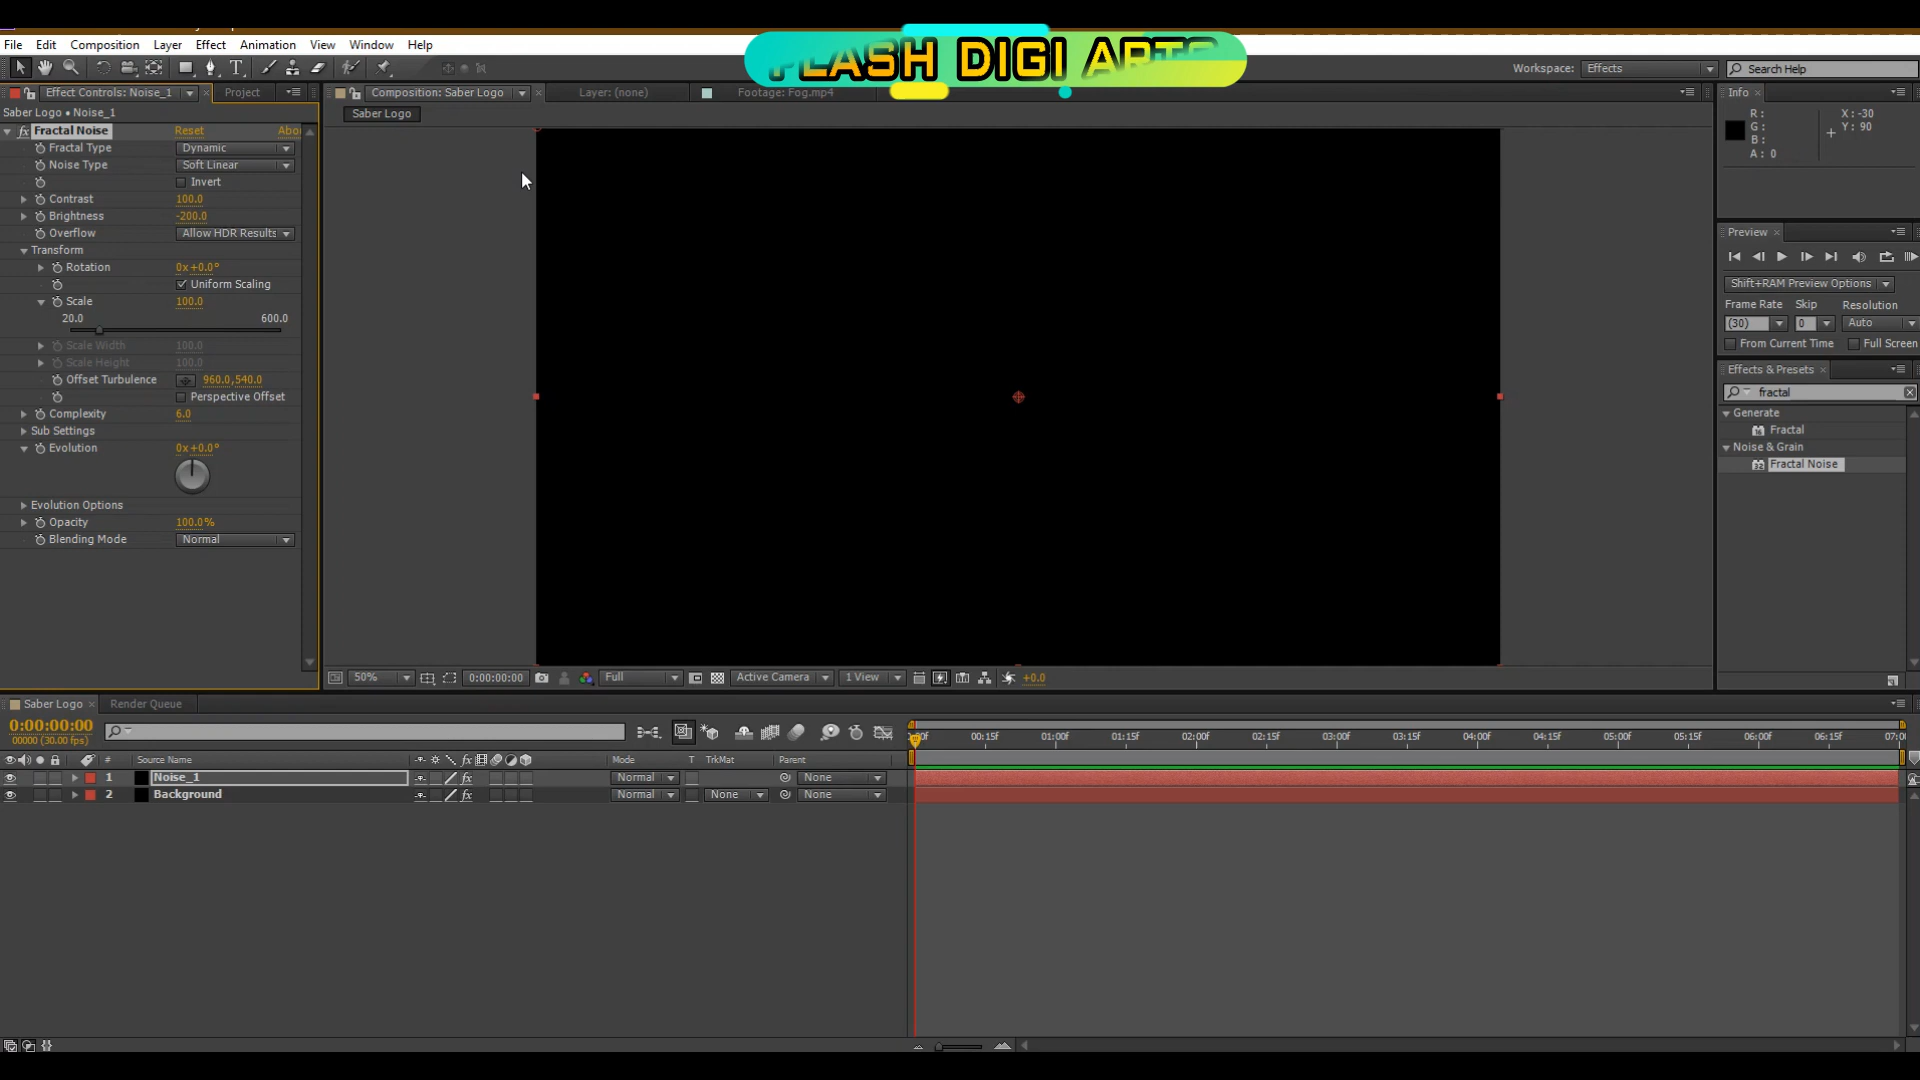 FLASH DIGI ARTS
File Edit Composition Layer Effect Animation View Window Help
Workspace: Effects Search Help
Effect Controls: Noise_1 Project Composition: Saber Logo Layer: (none) Footage: Fog.mp4 Info
Saber Logo • Noise_1 Saber Logo
Fractal Noise Reset Abou
Fractal Type Dynamic
Noise Type Soft Linear
Invert
Contrast 100.0
Brightness -200.0
Overflow Allow HDR Results
Transform
Rotation 0x+0.0°
Uniform Scaling
Scale 100.0
20.0 600.0
Scale Width 100.0
Scale Height 100.0
Offset Turbulence 960.0,540.0
Perspective Offset
Complexity 6.0
Sub Settings
Evolution 0x+0.0°
Evolution Options
Opacity 100.0%
Blending Mode Normal
R: X: -30
G: Y: 90
B:
A: 0
Preview
Shift+RAM Preview Options
Frame Rate Skip Resolution
(30) 0 Auto
From Current Time Full Screen
Effects & Presets
fractal
Generate
Fractal
Noise & Grain
Fractal Noise
50% 0:00:00:00 Full Active Camera 1 View +0.0
Saber Logo Render Queue
0:00:00:00
00000 (30.00 fps)
00:15f 01:00f 01:15f 02:00f 02:15f 03:00f 03:15f 04:00f 04:15f 05:00f 05:15f 06:00f 06:15f 07:0
# Source Name Mode T TrkMat Parent
1 Noise_1 Normal None
2 Background Normal None None